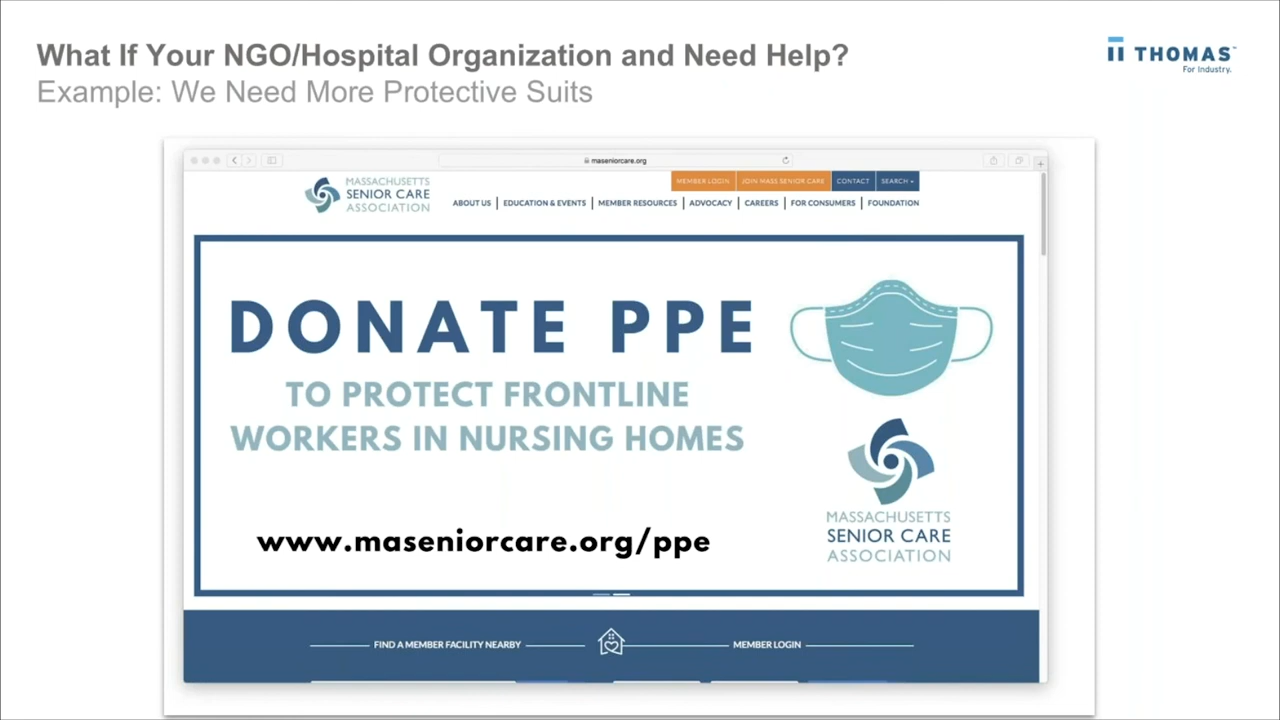 What If Your NGO/Hospital Organization and Need Help?
Example: We Need More Protective Suits
THOMAS™
For Industry.
maseniorcare.org
MASSACHUSETTS
SENIOR CARE
ASSOCIATION
MEMBER LOGIN
JOIN MASS SENIOR CARE
CONTACT
SEARCH
ABOUT US
EDUCATION & EVENTS
MEMBER RESOURCES
ADVOCACY
CAREERS
FOR CONSUMERS
FOUNDATION
DONATE PPE
TO PROTECT FRONTLINE
WORKERS IN NURSING HOMES
www.maseniorcare.org/ppe
MASSACHUSETTS
SENIOR CARE
ASSOCIATION
FIND A MEMBER FACILITY NEARBY
MEMBER LOGIN